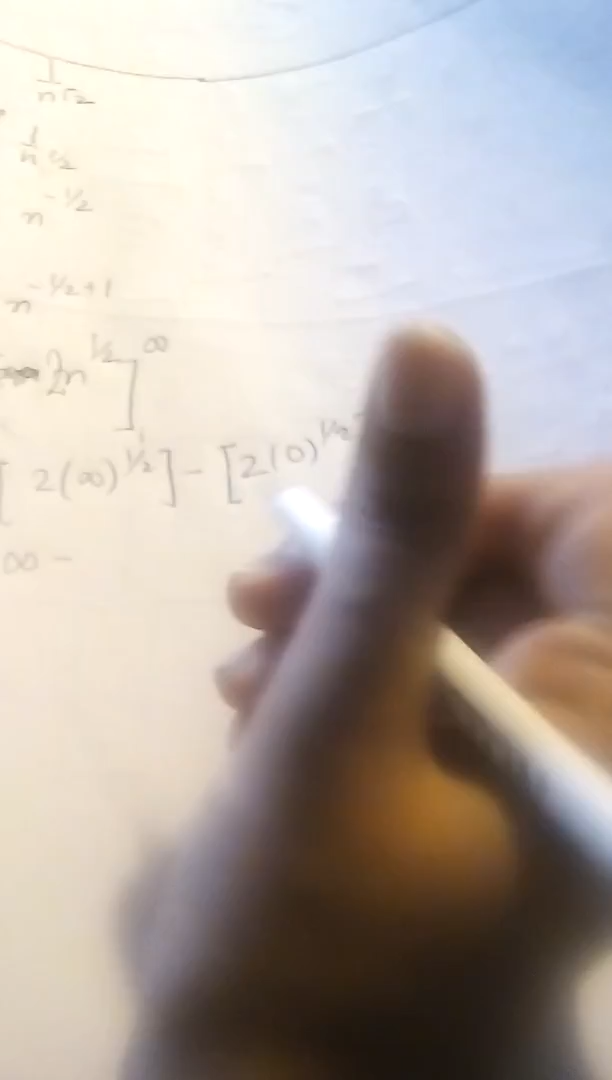 1
n^{1/2}
1
n^{1/2}
n^{-1/2}
n^{-1/2+1}
2n^{1/2}]^∞
[2(∞)^{1/2}] - [2(0)^{1/2}
00 -